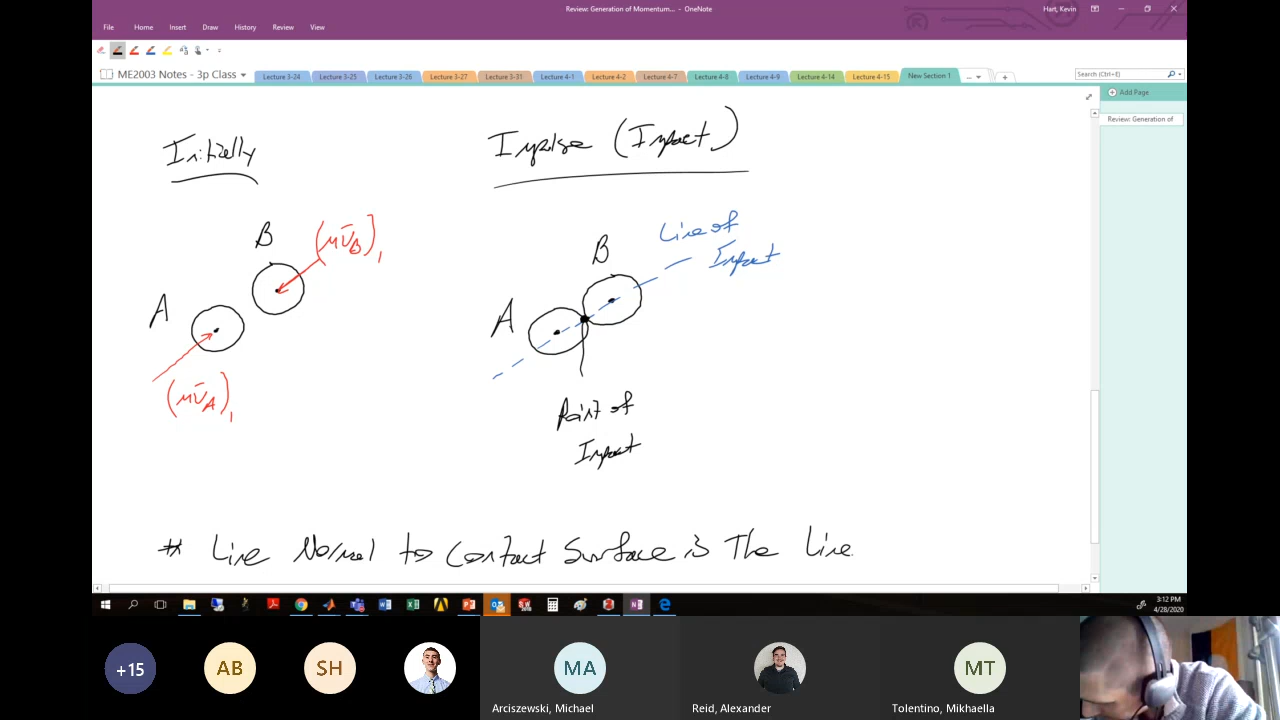 Review: Generation of Momentum... - OneNote
Hart, Kevin
File Home Insert Draw History Review View
ME2003 Notes - 3p Class
Lecture 3-24 Lecture 3-25 Lecture 3-26 Lecture 3-27 Lecture 3-31 Lecture 4-1 Lecture 4-2 Lecture 4-7 Lecture 4-8 Lecture 4-9 Lecture 4-14 Lecture 4-15 New Section 1 ...
Search (Ctrl+E)
Add Page
Review: Generation of
Initially
Impulse (Impact)
B
(mv̄B)1
A
(mv̄A)1
Line of
Impact
B
A
Point of
Impact
* Line Normal to Contact Surface is The Line
3:12 PM
4/28/2020
+15
AB
SH
MA
MT
Arciszewski, Michael
Reid, Alexander
Tolentino, Mikhaella